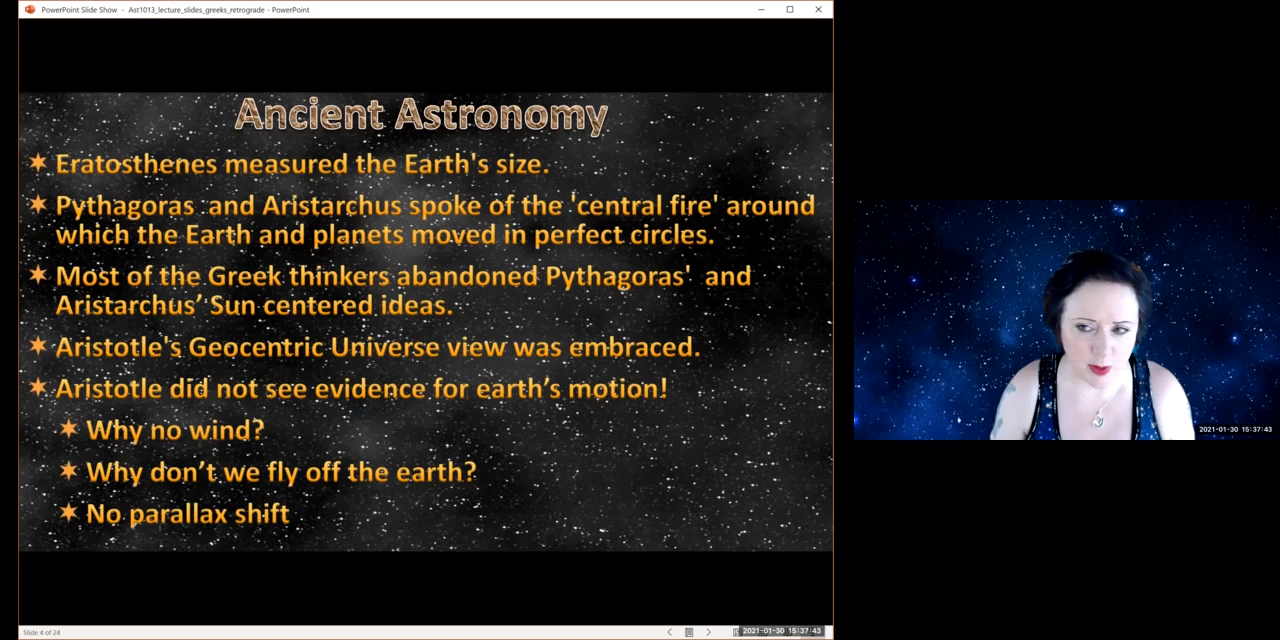 PowerPoint Slide Show - Ast1013_lecture_slides_greeks_retrograde - PowerPoint
Ancient Astronomy
Eratosthenes measured the Earth's size.
Pythagoras and Aristarchus spoke of the 'central fire' around
which the Earth and planets moved in perfect circles.
Most of the Greek thinkers abandoned Pythagoras' and
Aristarchus’ Sun centered ideas.
Aristotle's Geocentric Universe view was embraced.
Aristotle did not see evidence for earth’s motion!
Why no wind?
Why don’t we fly off the earth?
No parallax shift
2021-01-30 15:37:43
Slide 4 of 24
2021-01-30 15:37:43